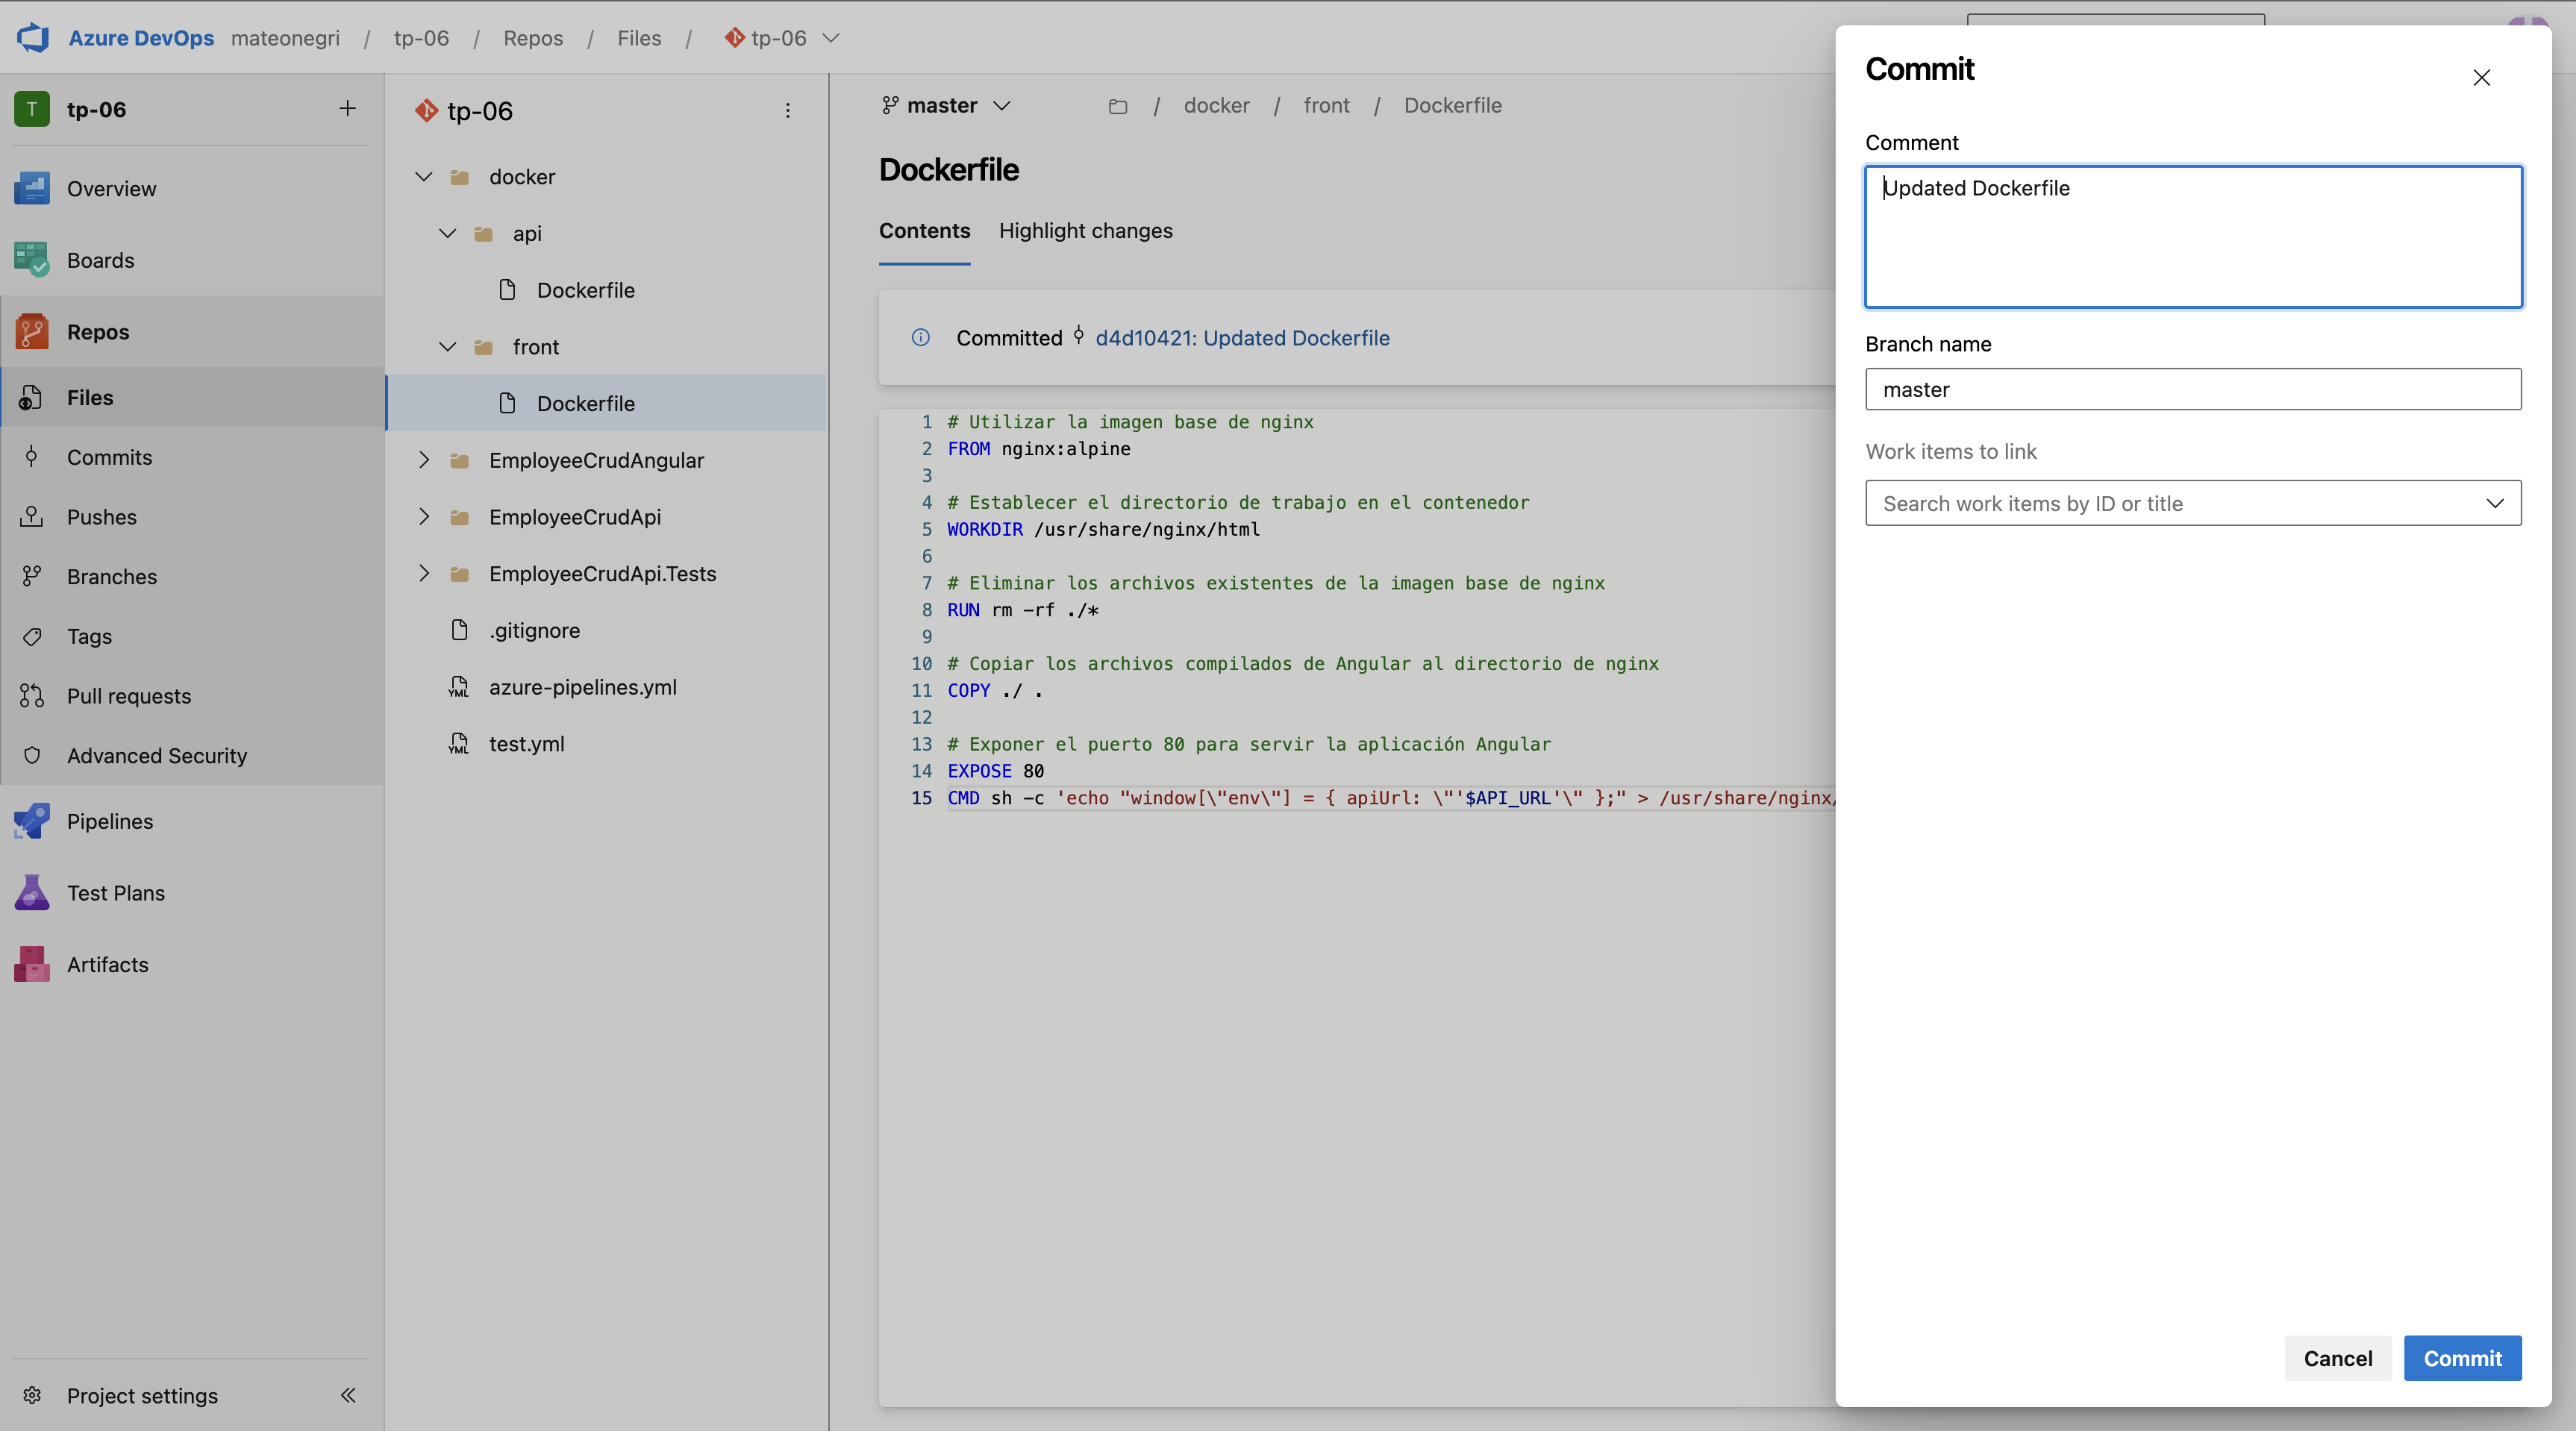 Azure DevOps mateonegri / tp-06 / Repos / Files / tp-06
T tp-06
Overview
Boards
Repos
Files
Commits
Pushes
Branches
Tags
Pull requests
Advanced Security
Pipelines
Test Plans
Artifacts
Project settings
tp-06
docker
api
Dockerfile
front
Dockerfile
EmployeeCrudAngular
EmployeeCrudApi
EmployeeCrudApi.Tests
.gitignore
YML azure-pipelines.yml
YML test.yml
master / docker / front / Dockerfile
Dockerfile
Contents Highlight changes
Committed d4d10421: Updated Dockerfile
1 # Utilizar la imagen base de nginx
2 FROM nginx:alpine
3
4 # Establecer el directorio de trabajo en el contenedor
5 WORKDIR /usr/share/nginx/html
6
7 # Eliminar los archivos existentes de la imagen base de nginx
8 RUN rm -rf ./*
9
10 # Copiar los archivos compilados de Angular al directorio de nginx
11 COPY ./ .
12
13 # Exponer el puerto 80 para servir la aplicación Angular
14 EXPOSE 80
15 CMD sh -c 'echo "window[\"env\"] = { apiUrl: \"'$API_URL'\" };" > /usr/share/nginx/
Commit
Comment
Updated Dockerfile
Branch name
master
Work items to link
Search work items by ID or title
Cancel
Commit